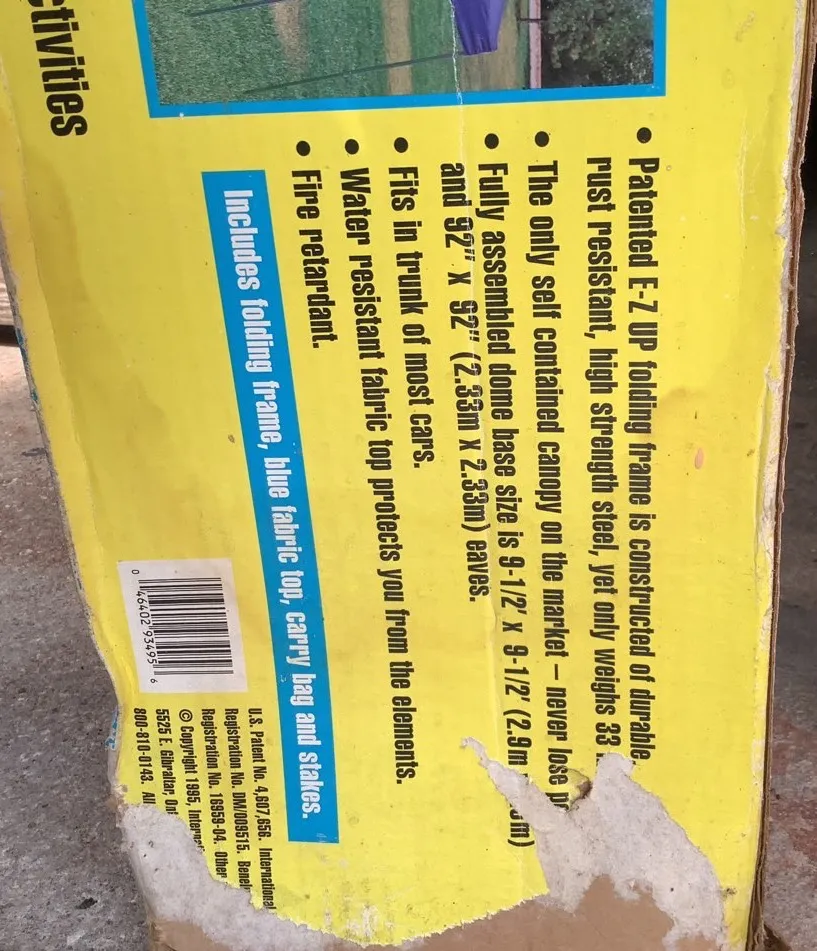 ctivities
• Patented E-Z UP folding frame is constructed of durable,
rust resistant, high strength steel, yet only weighs 33
• The only self contained canopy on the market – never lose
• Fully assembled dome base size is 9-1/2' x 9-1/2' (2.9m
and 92" x 92" (2.33m x 2.33m) eaves.
• Fits in trunk of most cars.
• Water resistant fabric top protects you from the elements.
• Fire retardant.
Includes folding frame, blue fabric top, carry bag and stakes.
0 46402 93495 6
U.S. Patent No. 4,607,656. International
Registration No. DM/009515. Benel
Registration No. 16959-04. Other
© Copyright 1995, Interna
5525 E. Gibraltar, Ont
800-810-0143. All